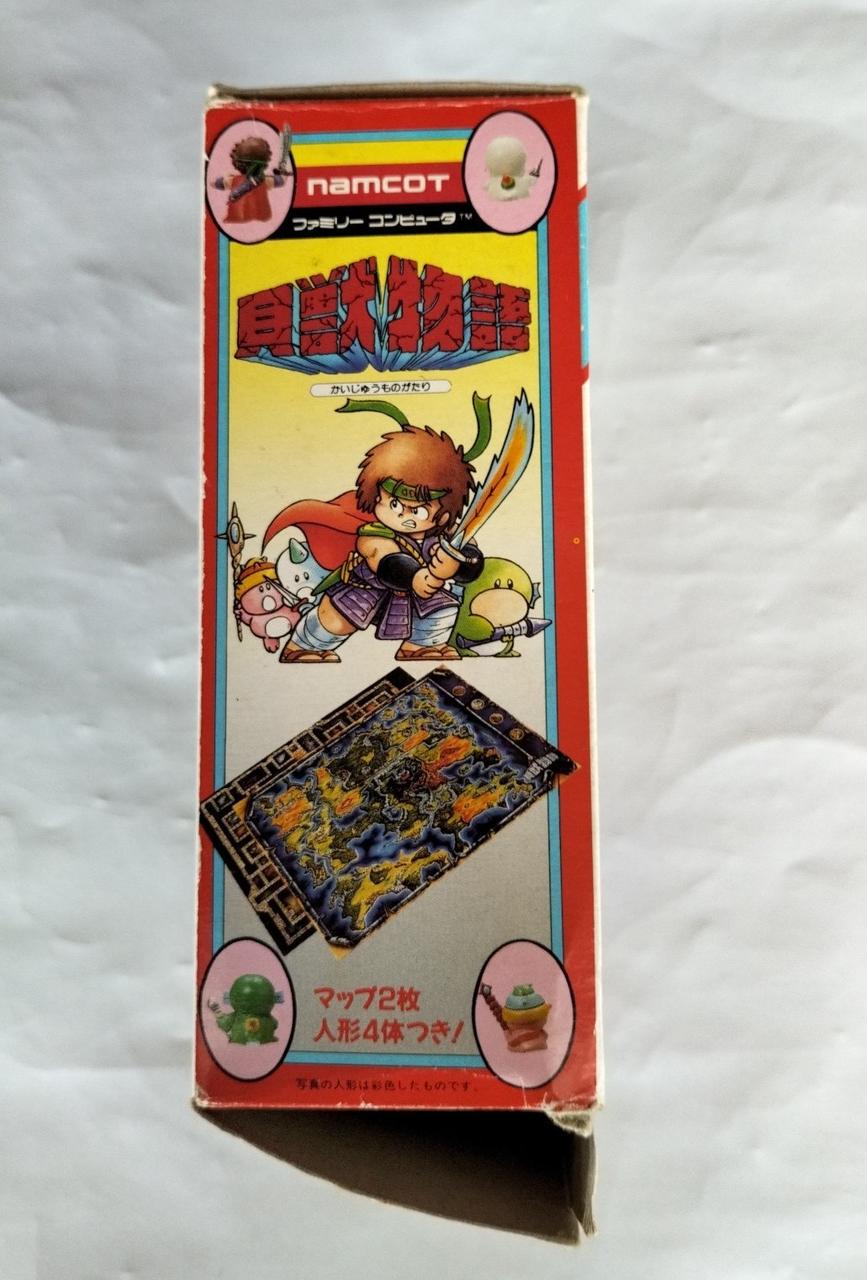 namcot
ファミリー コンピュータ™
貝獣物語
かいじゅうものがたり
マップ2枚
人形4体つき!
写真の人形は彩色したものです。